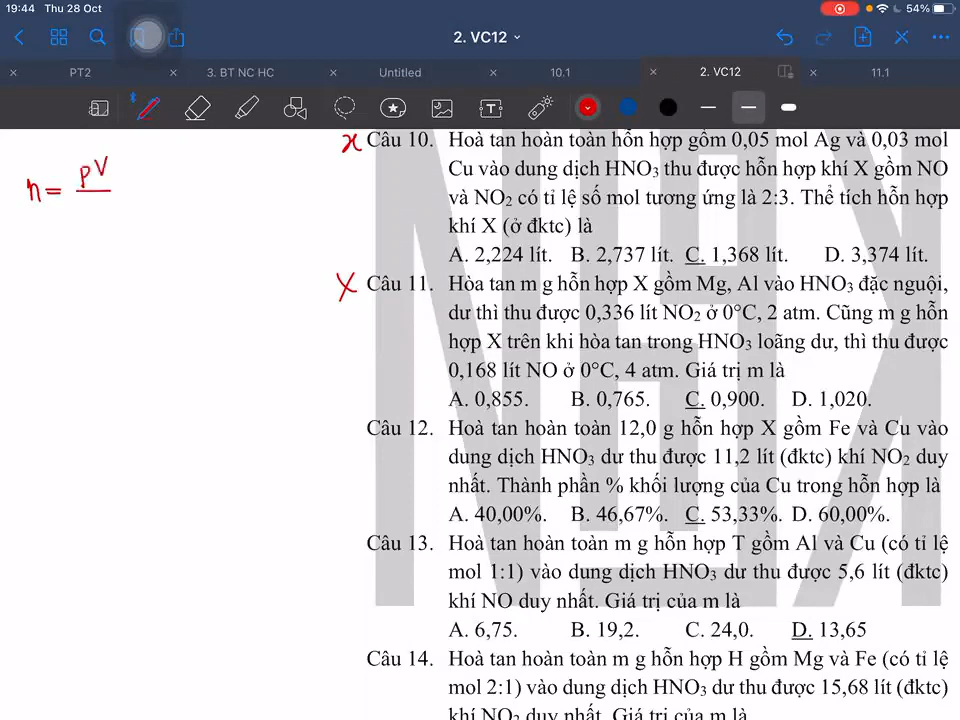 19:44 Thu 28 Oct 54%
2. VC12
PT2 3. BT NC HC Untitled 10.1 2. VC12 11.1
n = pV
x Câu 10. Hoà tan hoàn toàn hỗn hợp gồm 0,05 mol Ag và 0,03 mol
Cu vào dung dịch HNO₃ thu được hỗn hợp khí X gồm NO
và NO₂ có tỉ lệ số mol tương ứng là 2:3. Thể tích hỗn hợp
khí X (ở đktc) là
A. 2,224 lít. B. 2,737 lít. C. 1,368 lít. D. 3,374 lít.
X Câu 11. Hòa tan m g hỗn hợp X gồm Mg, Al vào HNO₃ đặc nguội,
dư thì thu được 0,336 lít NO₂ ở 0°C, 2 atm. Cũng m g hỗn
hợp X trên khi hòa tan trong HNO₃ loãng dư, thì thu được
0,168 lít NO ở 0°C, 4 atm. Giá trị m là
A. 0,855. B. 0,765. C. 0,900. D. 1,020.
Câu 12. Hoà tan hoàn toàn 12,0 g hỗn hợp X gồm Fe và Cu vào
dung dịch HNO₃ dư thu được 11,2 lít (đktc) khí NO₂ duy
nhất. Thành phần % khối lượng của Cu trong hỗn hợp là
A. 40,00%. B. 46,67%. C. 53,33%. D. 60,00%.
Câu 13. Hoà tan hoàn toàn m g hỗn hợp T gồm Al và Cu (có tỉ lệ
mol 1:1) vào dung dịch HNO₃ dư thu được 5,6 lít (đktc)
khí NO duy nhất. Giá trị của m là
A. 6,75. B. 19,2. C. 24,0. D. 13,65
Câu 14. Hoà tan hoàn toàn m g hỗn hợp H gồm Mg và Fe (có tỉ lệ
mol 2:1) vào dung dịch HNO₃ dư thu được 15,68 lít (đktc)
khí NO₂ duy nhất. Giá trị của m là